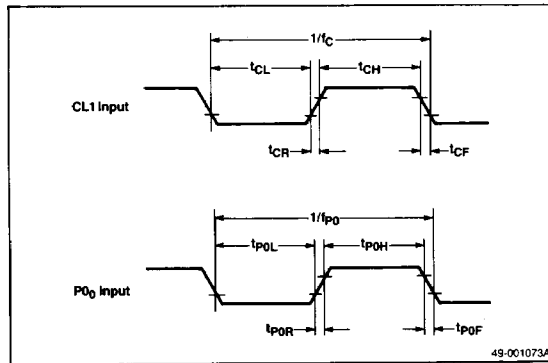 1/fC
tCL
tCH
CL1 Input
tCR
tCF
1/fP0
tP0L
tP0H
P00 Input
tP0R
tP0F
49-001073A